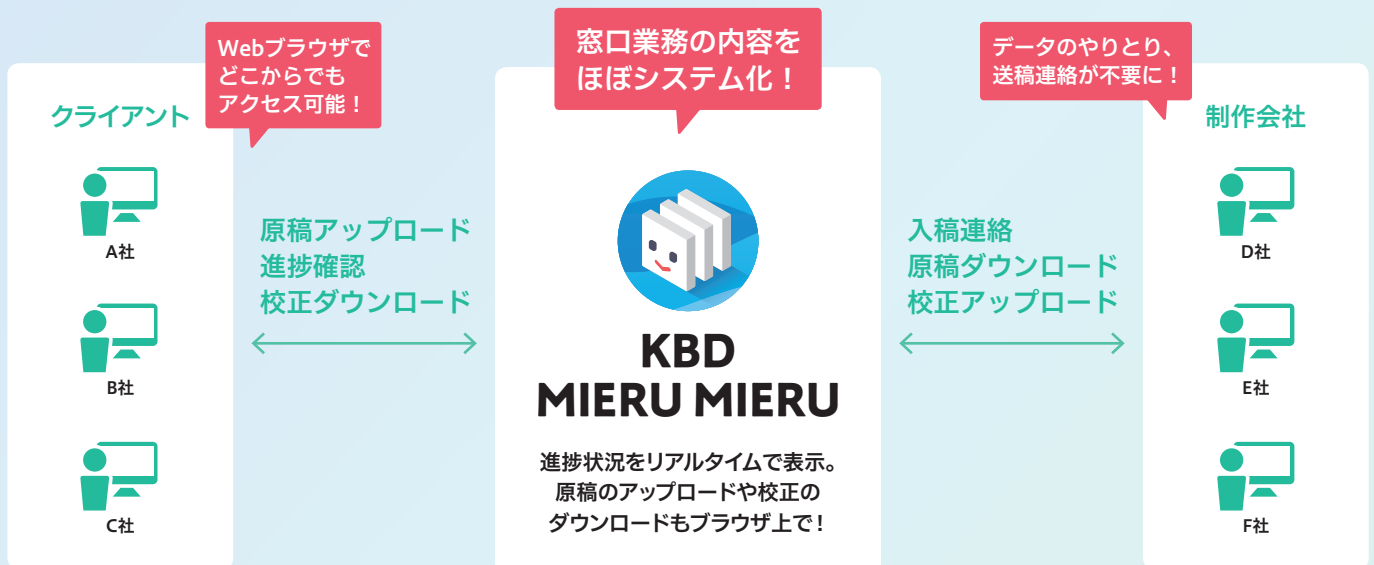 Webブラウザで
どこからでも
アクセス可能！
クライアント
A社
B社
C社
原稿アップロード
進捗確認
校正ダウンロード
窓口業務の内容を
ほぼシステム化！
KBD
MIERU MIERU
進捗状況をリアルタイムで表示。
原稿のアップロードや校正の
ダウンロードもブラウザ上で！
入稿連絡
原稿ダウンロード
校正アップロード
データのやりとり、
送稿連絡が不要に！
制作会社
D社
E社
F社